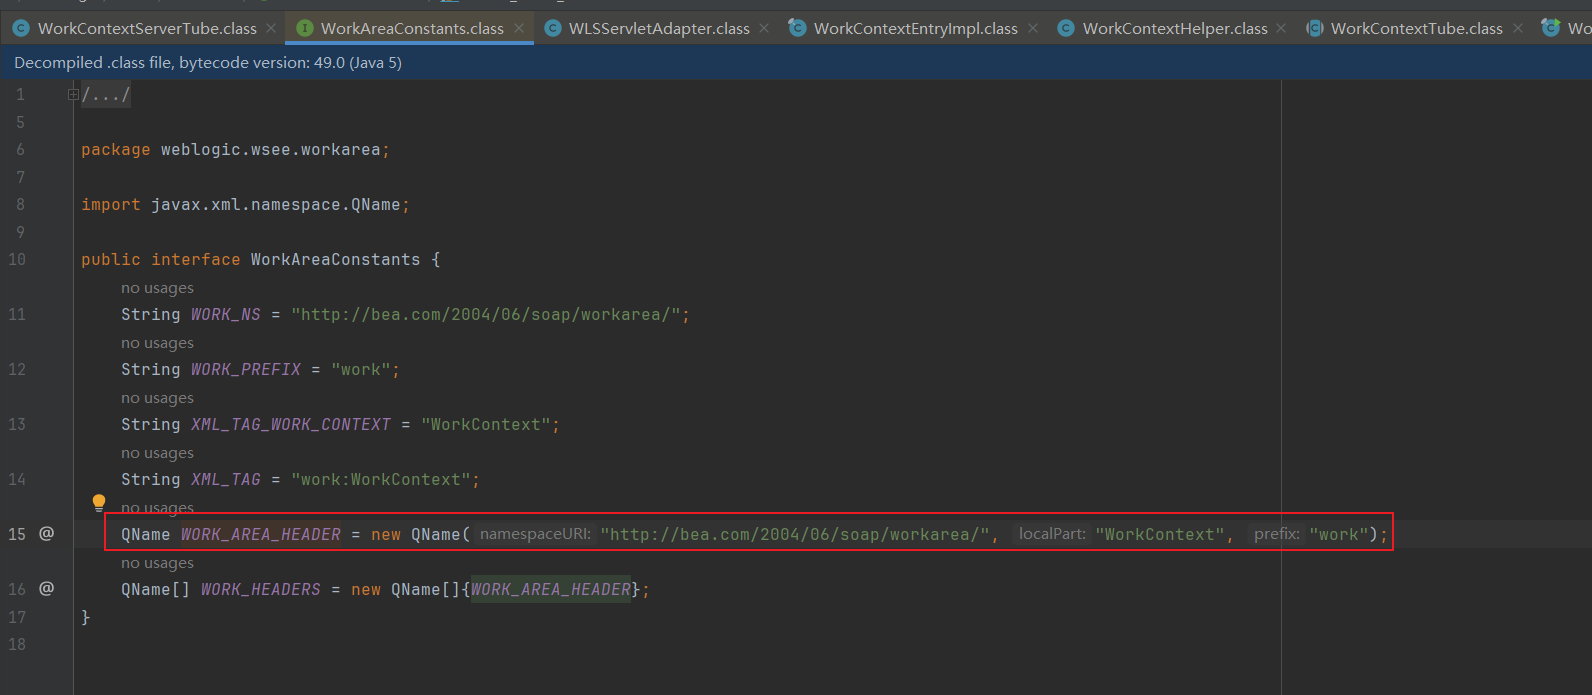 WorkContextServerTube.class WorkAreaConstants.class WLSServletAdapter.class WorkContextEntryImpl.class WorkContextHelper.class WorkContextTube.class Wo
Decompiled .class file, bytecode version: 49.0 (Java 5)
1 /.../
5
6 package weblogic.wsee.workarea;
7
8 import javax.xml.namespace.QName;
9
10 public interface WorkAreaConstants {
no usages
11 String WORK_NS = "http://bea.com/2004/06/soap/workarea/";
no usages
12 String WORK_PREFIX = "work";
no usages
13 String XML_TAG_WORK_CONTEXT = "WorkContext";
no usages
14 String XML_TAG = "work:WorkContext";
no usages
15 @ QName WORK_AREA_HEADER = new QName( namespaceURI: "http://bea.com/2004/06/soap/workarea/", localPart: "WorkContext", prefix: "work");
no usages
16 @ QName[] WORK_HEADERS = new QName[]{WORK_AREA_HEADER};
17 }
18